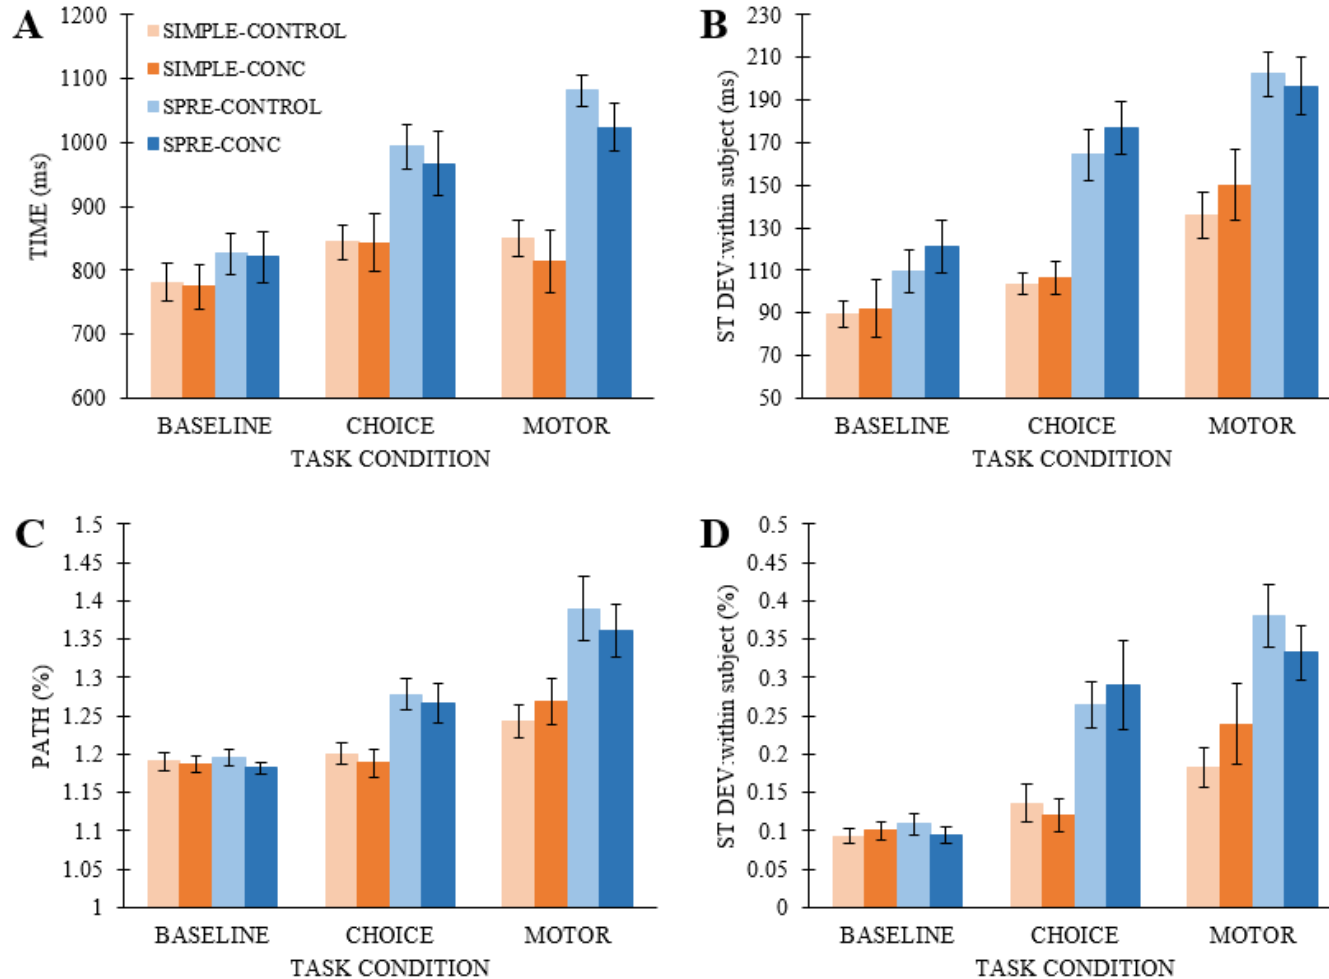 A
TIME (ms)
1200
1100
1000
900
800
700
600
SIMPLE-CONTROL
SIMPLE-CONC
SPRE-CONTROL
SPRE-CONC
BASELINE CHOICE MOTOR
TASK CONDITION
B
ST DEV:within subject (ms)
230
210
190
170
150
130
110
90
70
50
BASELINE CHOICE MOTOR
TASK CONDITION
C
PATH (%)
1.5
1.45
1.4
1.35
1.3
1.25
1.2
1.15
1.1
1.05
1
BASELINE CHOICE MOTOR
TASK CONDITION
D
ST DEV:within subject (%)
0.5
0.45
0.4
0.35
0.3
0.25
0.2
0.15
0.1
0.05
0
BASELINE CHOICE MOTOR
TASK CONDITION